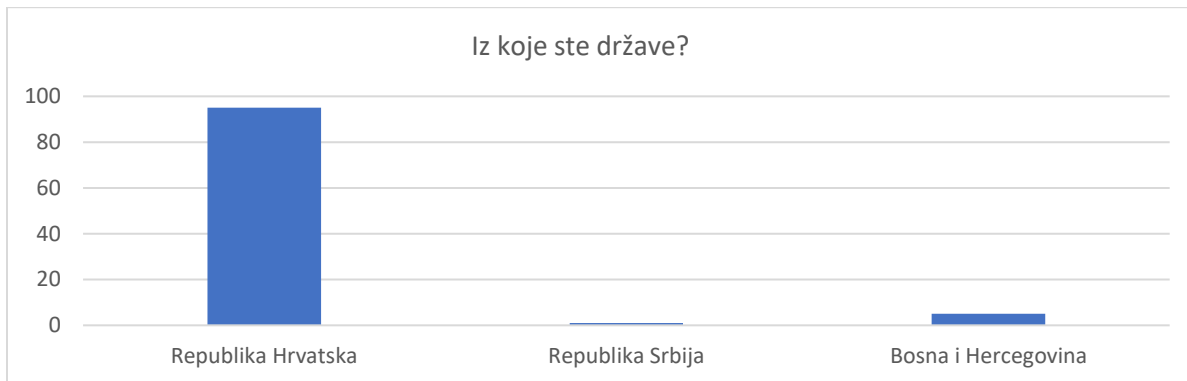 Iz koje ste države?
100
80
60
40
20
0
Republika Hrvatska
Republika Srbija
Bosna i Hercegovina